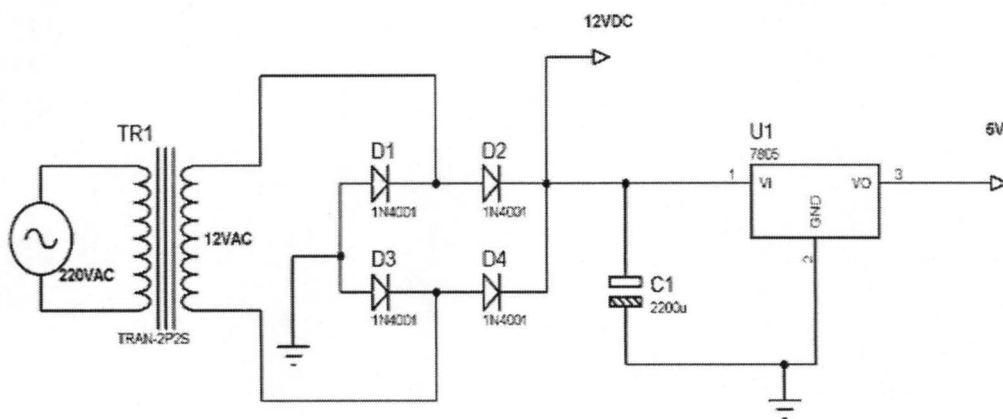 12VDC
TR1
220VAC
12VAC
TRAN-2P2S
D1
1N4001
D2
1N4001
D3
1N4001
D4
1N4001
C1
2200u
U1
7805
1
VI
VO
3
GND
2
5V